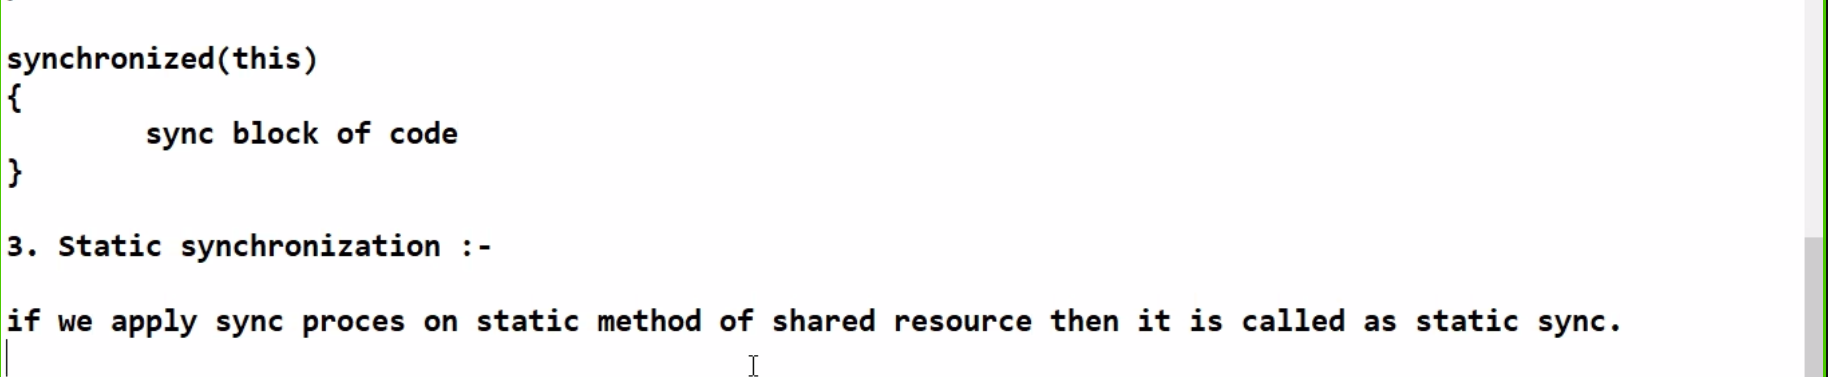 synchronized(this)
{
sync block of code
}
3. Static synchronization :-
if we apply sync proces on static method of shared resource then it is called as static sync.